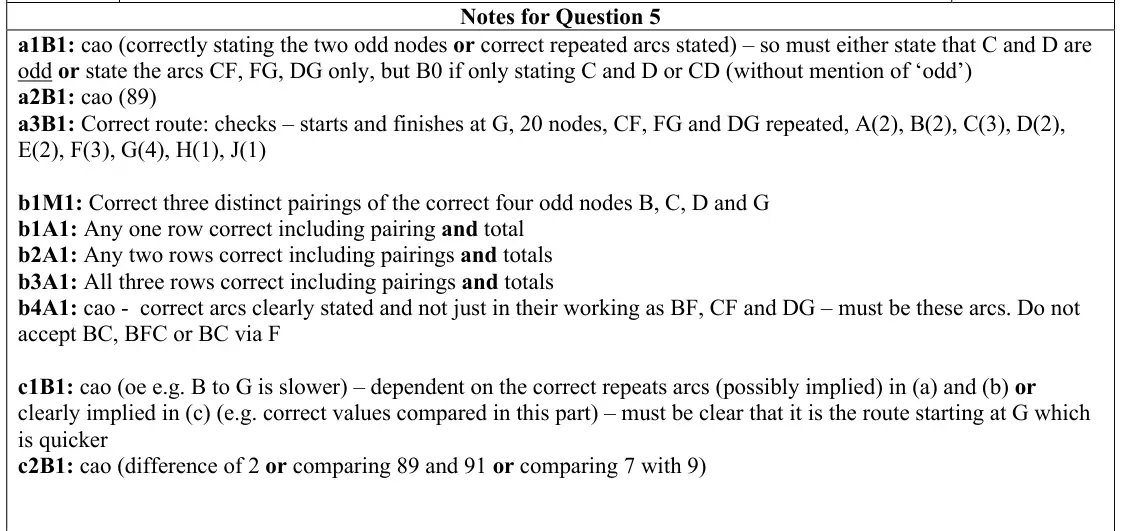 Notes for Question 5
a1B1: cao (correctly stating the two odd nodes or correct repeated arcs stated) – so must either state that C and D are
odd or state the arcs CF, FG, DG only, but B0 if only stating C and D or CD (without mention of ‘odd’)
a2B1: cao (89)
a3B1: Correct route: checks – starts and finishes at G, 20 nodes, CF, FG and DG repeated, A(2), B(2), C(3), D(2),
E(2), F(3), G(4), H(1), J(1)
b1M1: Correct three distinct pairings of the correct four odd nodes B, C, D and G
b1A1: Any one row correct including pairing and total
b2A1: Any two rows correct including pairings and totals
b3A1: All three rows correct including pairings and totals
b4A1: cao - correct arcs clearly stated and not just in their working as BF, CF and DG – must be these arcs. Do not
accept BC, BFC or BC via F
c1B1: cao (oe e.g. B to G is slower) – dependent on the correct repeats arcs (possibly implied) in (a) and (b) or
clearly implied in (c) (e.g. correct values compared in this part) – must be clear that it is the route starting at G which
is quicker
c2B1: cao (difference of 2 or comparing 89 and 91 or comparing 7 with 9)